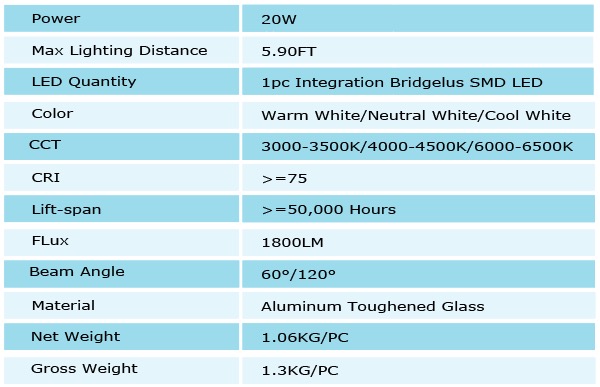 Power 20W
Max Lighting Distance 5.90FT
LED Quantity 1pc Integration Bridgelus SMD LED
Color Warm White/Neutral White/Cool White
CCT 3000-3500K/4000-4500K/6000-6500K
CRI >=75
Lift-span >=50,000 Hours
FLux 1800LM
Beam Angle 60º/120º
Material Aluminum Toughened Glass
Net Weight 1.06KG/PC
Gross Weight 1.3KG/PC